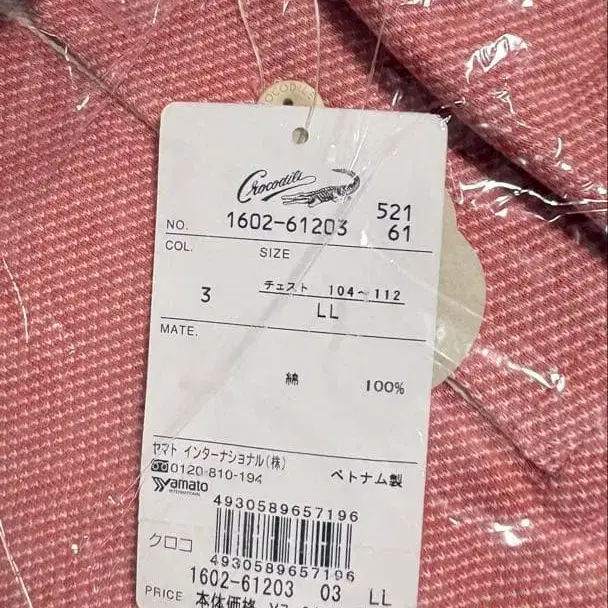 Crocodile
521
NO. 1602-61203 61
COL. SIZE
チェスト 104~112
3 LL
MATE.
綿 100%
ヤマト インターナショナル(株)
0120-810-194 ベトナム製
Yamato
INTERNATIONAL
4930589657196
クロコ
4930589657196
1602-61203 03 LL
PRICE 本体価格